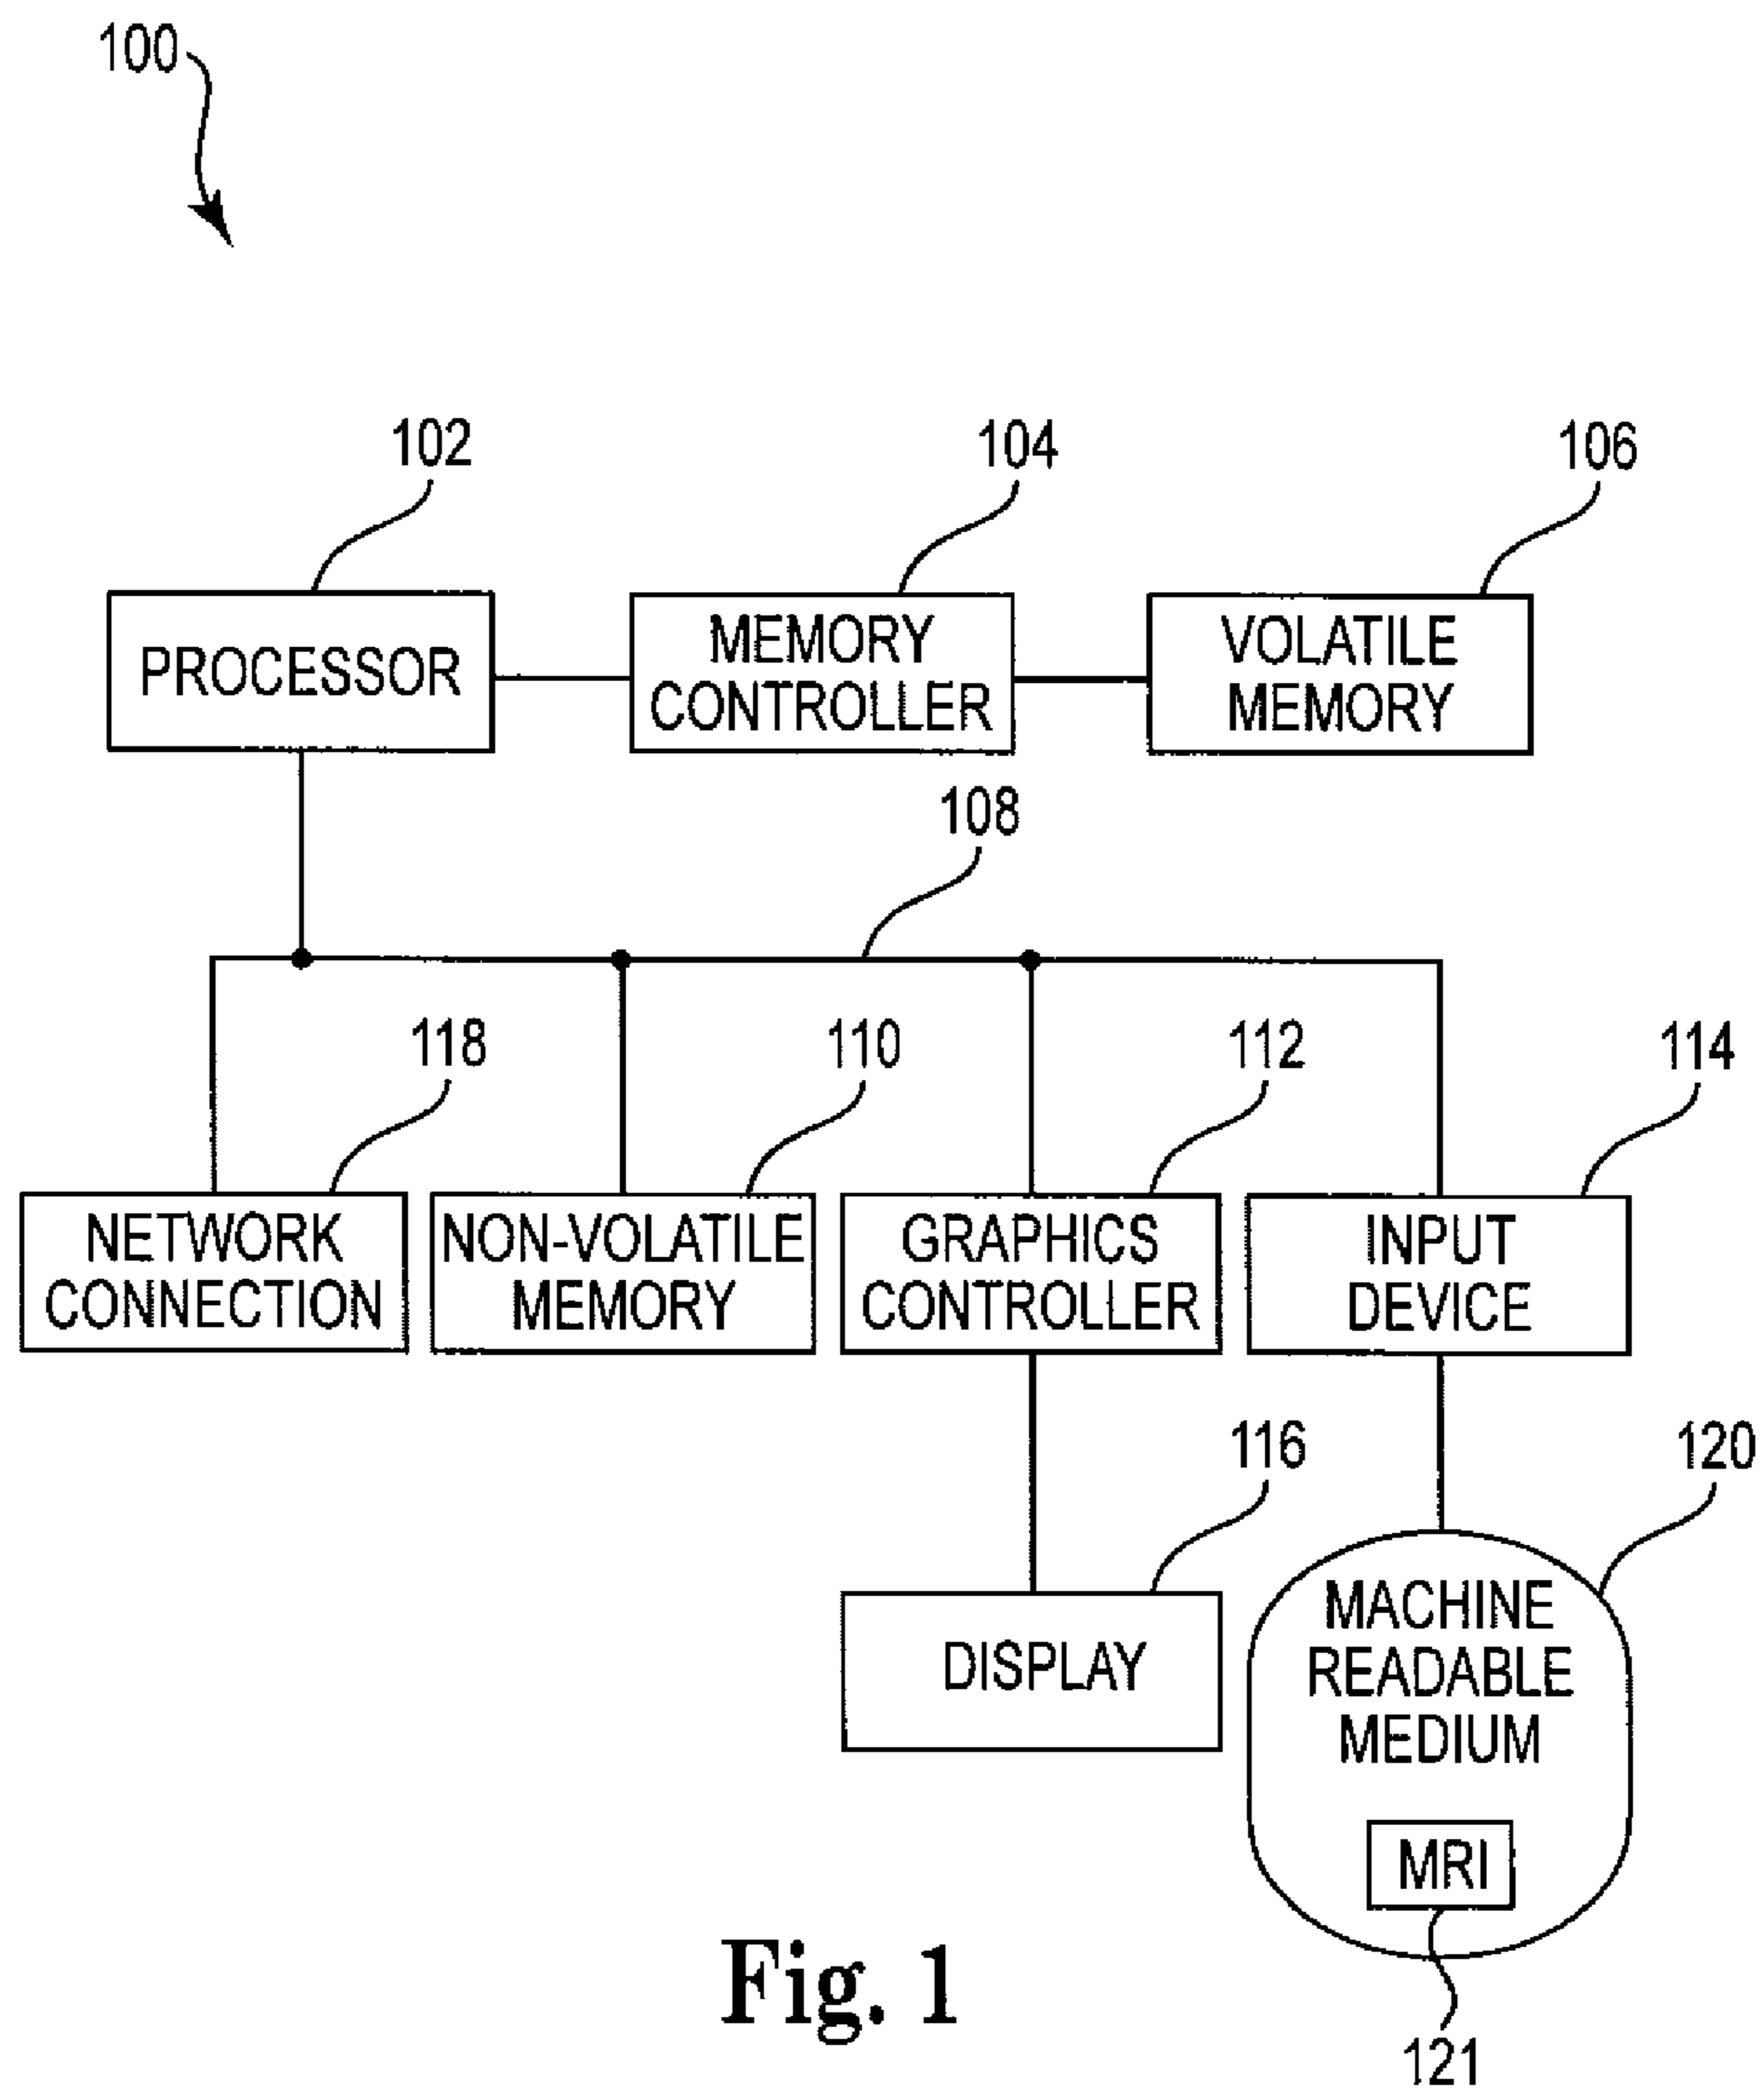 100
102
104
106
PROCESSOR
MEMORY
CONTROLLER
VOLATILE
MEMORY
108
118
110
112
114
NETWORK
CONNECTION
NON-VOLATILE
MEMORY
GRAPHICS
CONTROLLER
INPUT
DEVICE
116
120
DISPLAY
MACHINE
READABLE
MEDIUM
MRI
121
Fig. 1